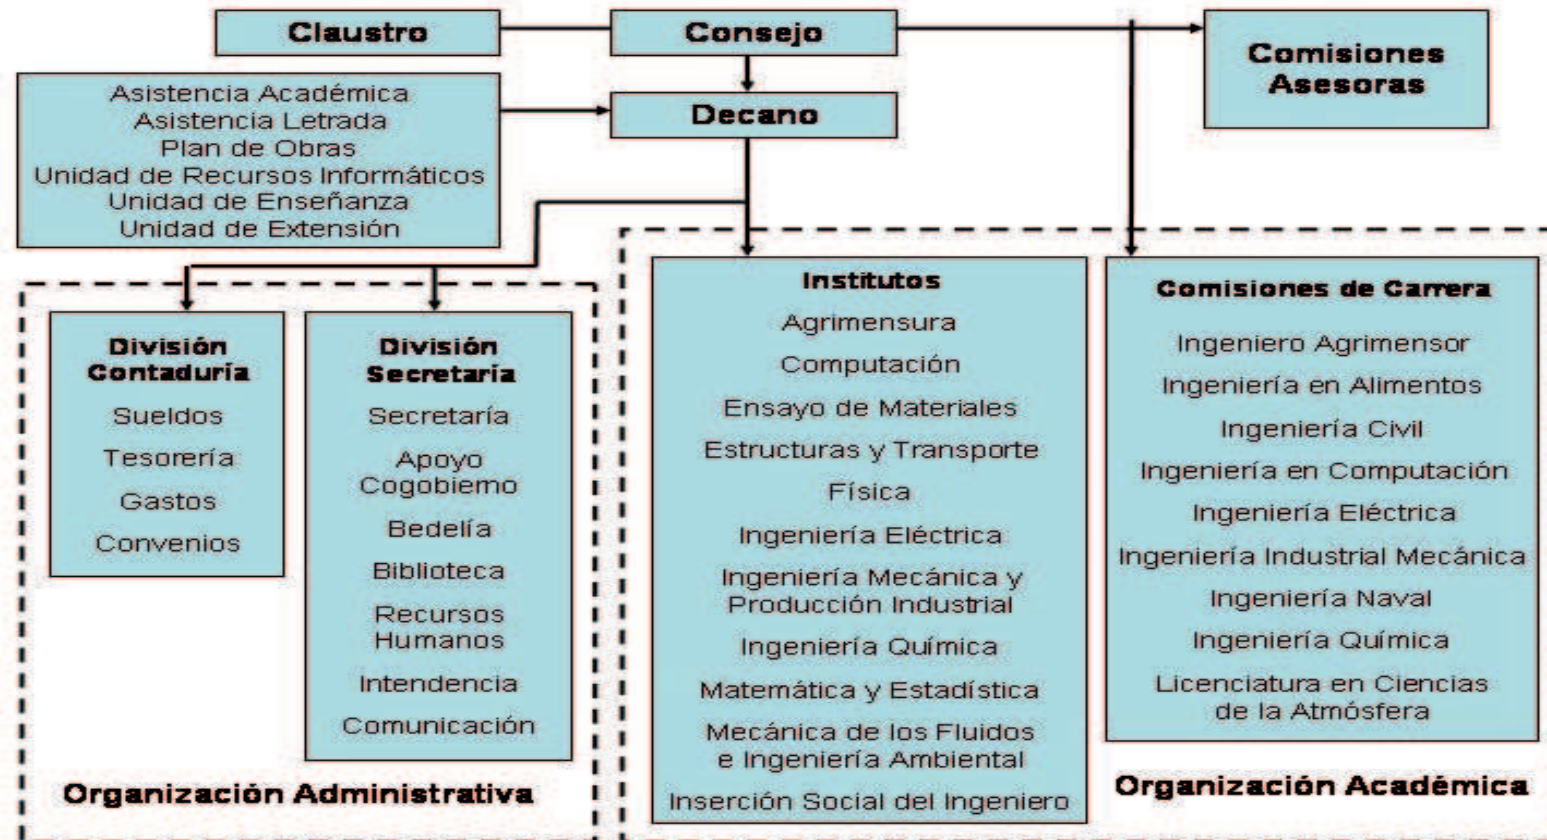 Claustro
Consejo
Comisiones
Asesoras
Asistencia Académica
Asistencia Letrada
Plan de Obras
Unidad de Recursos Informáticos
Unidad de Enseñanza
Unidad de Extensión
Decano
División
Contaduría
Sueldos
Tesorería
Gastos
Convenios
División
Secretaría
Secretaría
Apoyo
Cogobierno
Bedelía
Biblioteca
Recursos
Humanos
Intendencia
Comunicación
Organización Administrativa
Institutos
Agrimensura
Computación
Ensayo de Materiales
Estructuras y Transporte
Física
Ingeniería Eléctrica
Ingeniería Mecánica y
Producción Industrial
Ingeniería Química
Matemática y Estadística
Mecánica de los Fluidos
e Ingeniería Ambiental
Inserción Social del Ingeniero
Comisiones de Carrera
Ingeniero Agrimensor
Ingeniería en Alimentos
Ingeniería Civil
Ingeniería en Computación
Ingeniería Eléctrica
Ingeniería Industrial Mecánica
Ingeniería Naval
Ingeniería Química
Licenciatura en Ciencias
de la Atmósfera
Organización Académica